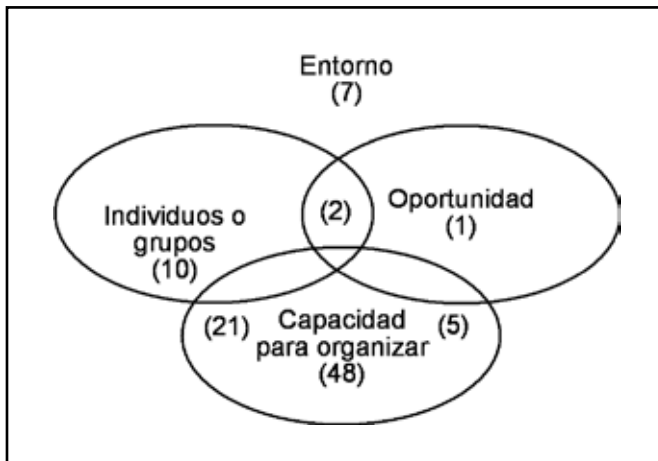 Entorno
(7)
Individuos o
grupos
(10)
(2)
Oportunidad
(1)
(21)
Capacidad
para organizar
(48)
(5)